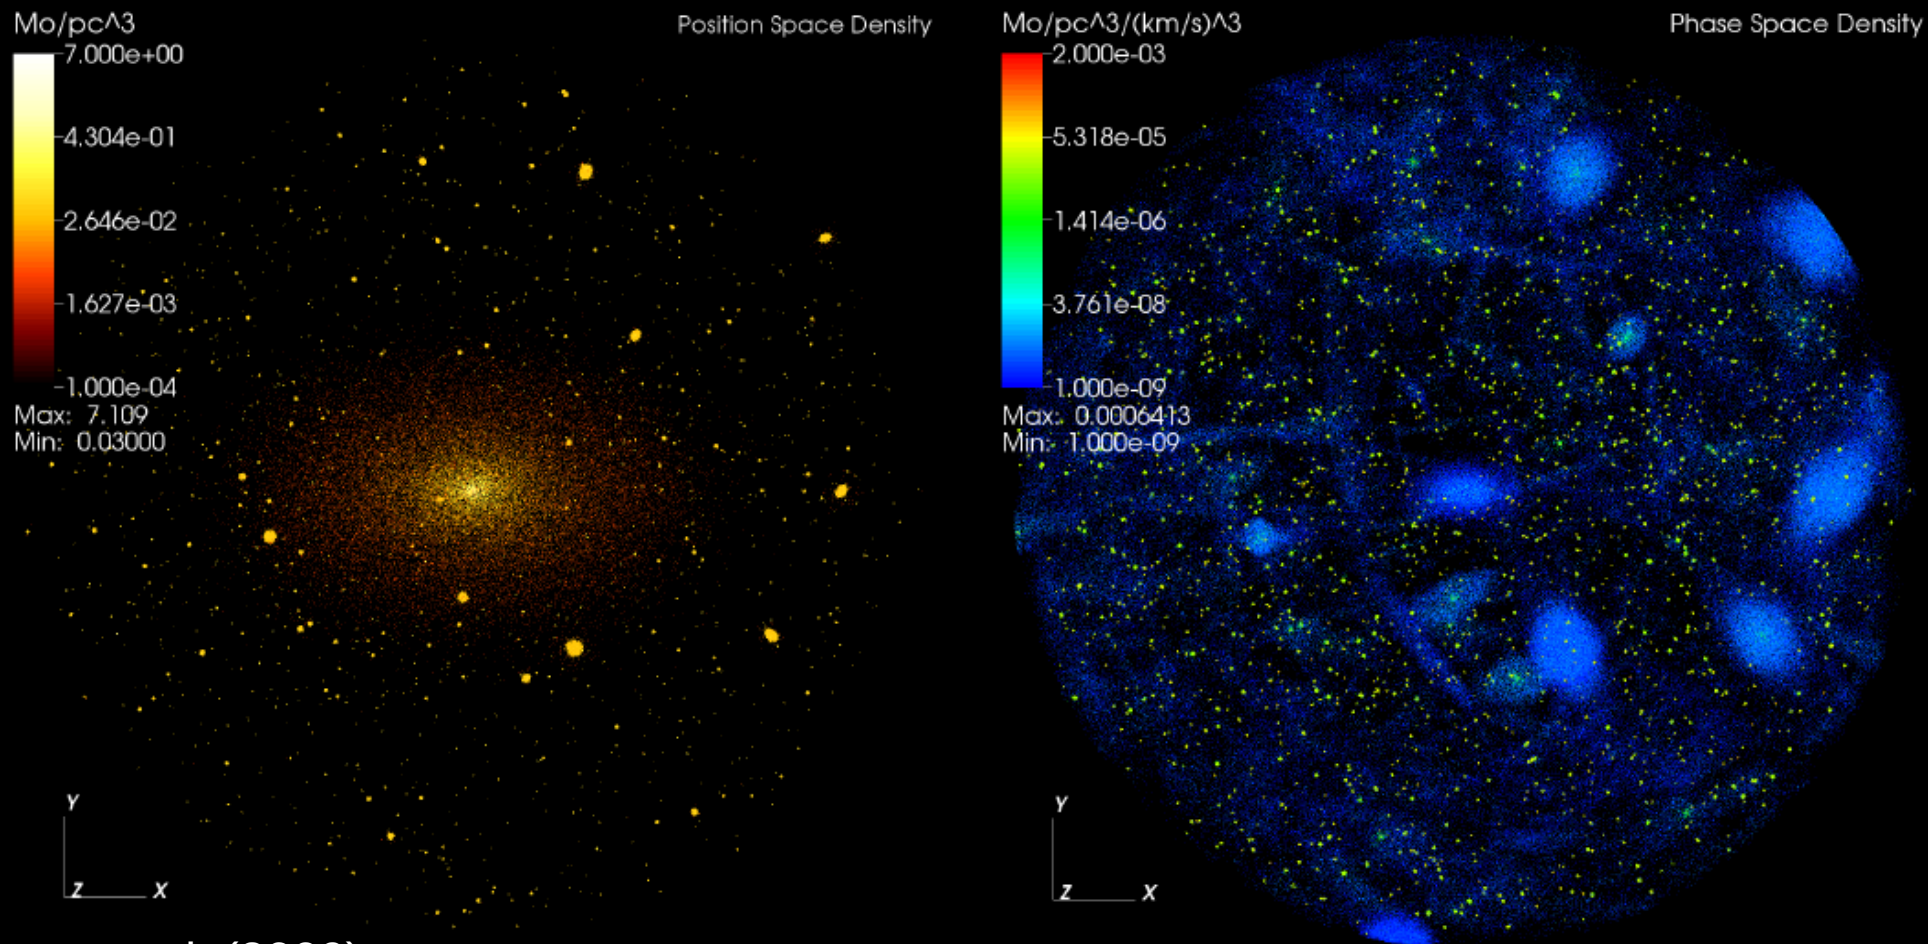 Mo/pc^3
Position Space Density
7.000e+00
4.304e-01
2.646e-02
1.627e-03
1.000e-04
Max: 7.109
Min: 0.03000
Y
Z X
Mo/pc^3/(km/s)^3
Phase Space Density
2.000e-03
5.318e-05
1.414e-06
3.761e-08
1.000e-09
Max: 0.0006413
Min: 1.000e-09
Y
Z X